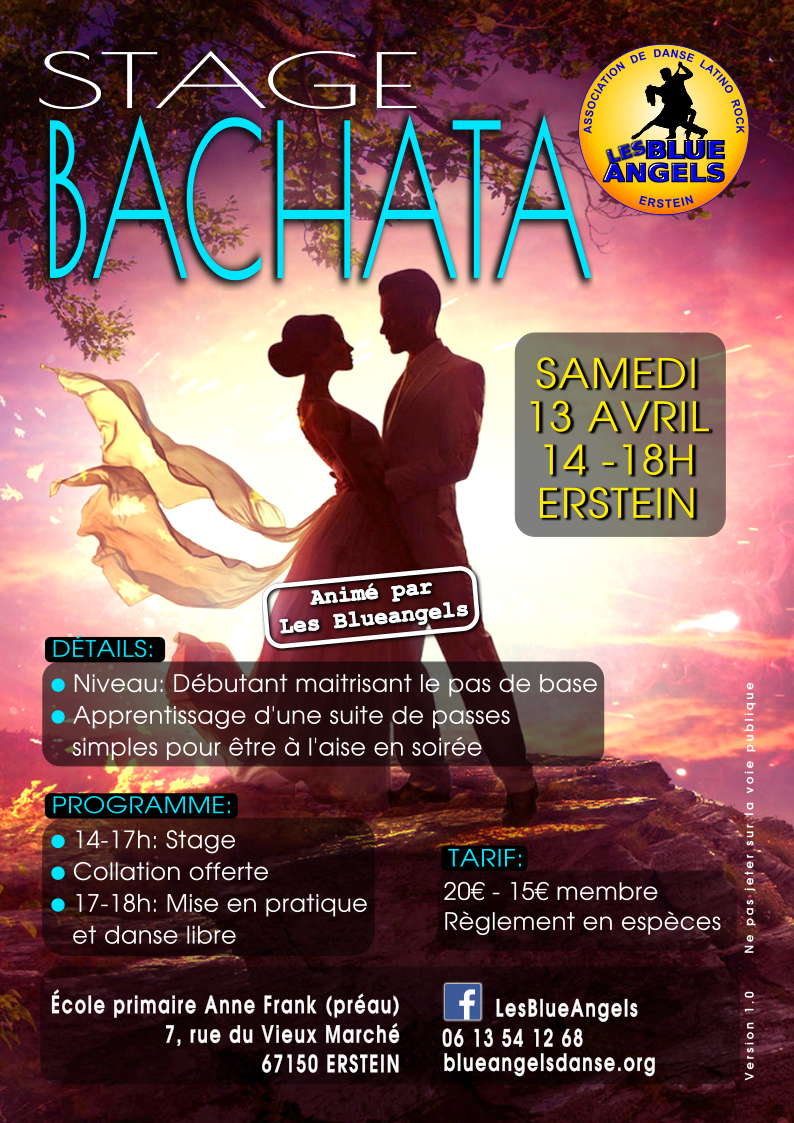 STAGE
BACHATA
ASSOCIATION DE DANSE LATINO ROCK
LES BLUE
ANGELS
ERSTEIN
SAMEDI
13 AVRIL
14 -18H
ERSTEIN
Animé par
Les Blueangels
DÉTAILS:
Niveau: Débutant maitrisant le pas de base
Apprentissage d'une suite de passes
simples pour être à l'aise en soirée
PROGRAMME:
14-17h: Stage
Collation offerte
17-18h: Mise en pratique
et danse libre
TARIF:
20€ - 15€ membre
Règlement en espèces
École primaire Anne Frank (préau)
7, rue du Vieux Marché
67150 ERSTEIN
f LesBlueAngels
06 13 54 12 68
blueangelsdanse.org
Version 1.0 Ne pas jeter sur la voie publique